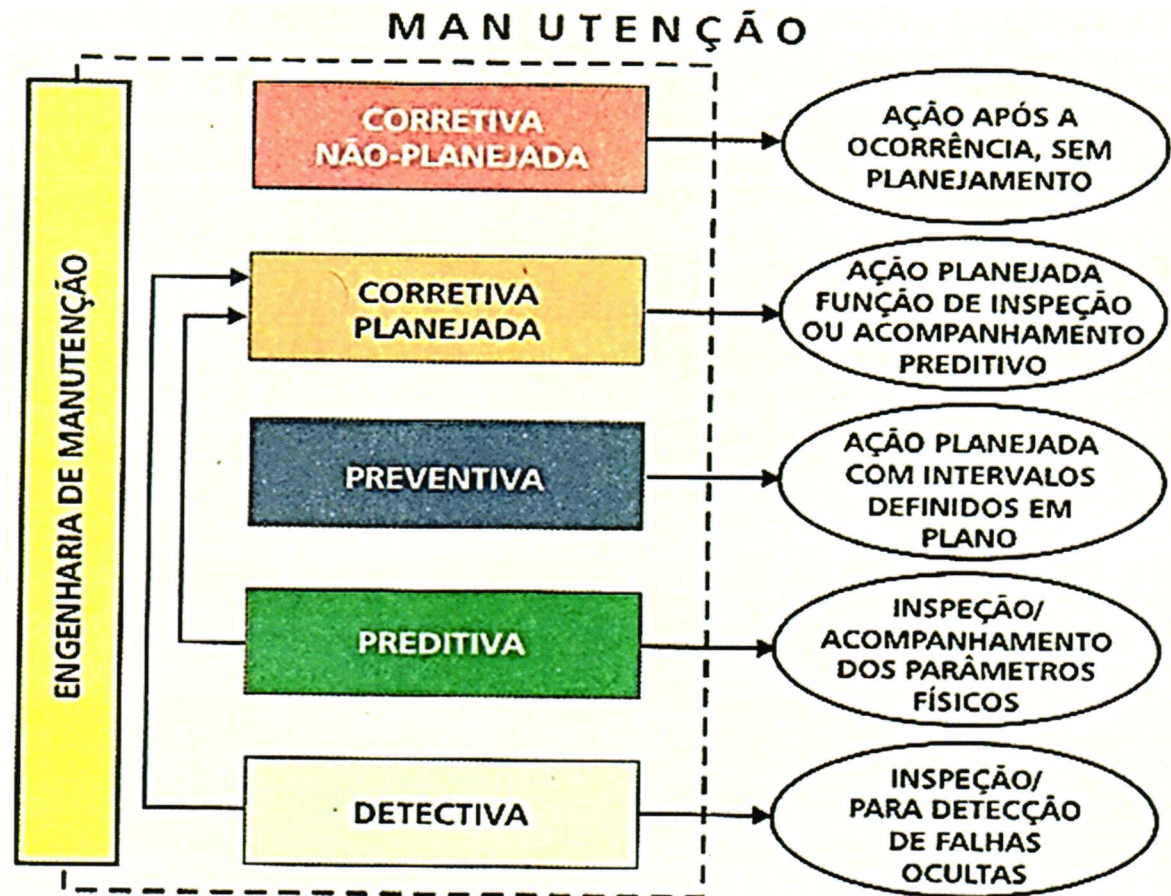 MANUTENÇÃO
ENGENHARIA DE MANUTENÇÃO
CORRETIVA
NÃO-PLANEJADA
AÇÃO APÓS A
OCORRÊNCIA, SEM
PLANEJAMENTO
CORRETIVA
PLANEJADA
AÇÃO PLANEJADA
FUNÇÃO DE INSPEÇÃO
OU ACOMPANHAMENTO
PREDITIVO
PREVENTIVA
AÇÃO PLANEJADA
COM INTERVALOS
DEFINIDOS EM
PLANO
PREDITIVA
INSPEÇÃO/
ACOMPANHAMENTO
DOS PARÂMETROS
FÍSICOS
DETECTIVA
INSPEÇÃO/
PARA DETECÇÃO
DE FALHAS
OCULTAS